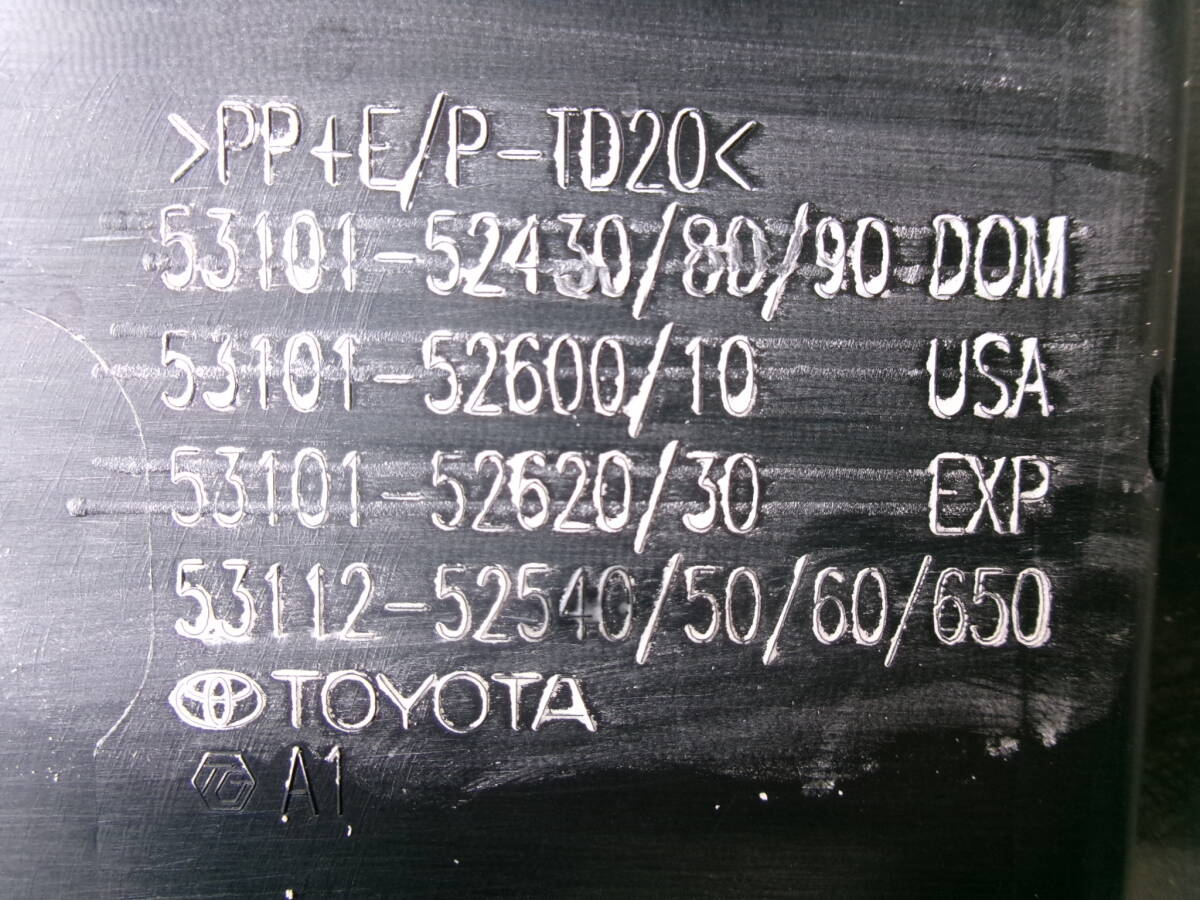 >PP+E/P-TD20<
53101-52430/80/90 DOM
53101-52600/10 USA
53101-52620/30 EXP
53112-52540/50/60/650
TOYOTA
TG A1